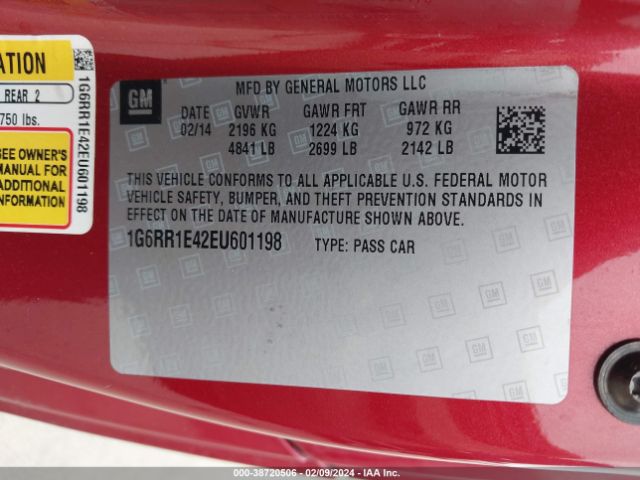 ATION
REAR 2
750 lbs.
SEE OWNER'S
MANUAL FOR
ADDITIONAL
INFORMATION
1G6RR1E42EU601198
GM
MFD BY GENERAL MOTORS LLC
DATE GVWR GAWR FRT GAWR RR
02/14 2196 KG 1224 KG 972 KG
4841 LB 2699 LB 2142 LB
THIS VEHICLE CONFORMS TO ALL APPLICABLE U.S. FEDERAL MOTOR
VEHICLE SAFETY, BUMPER, AND THEFT PREVENTION STANDARDS IN
EFFECT ON THE DATE OF MANUFACTURE SHOWN ABOVE.
1G6RR1E42EU601198 TYPE: PASS CAR
000-38720506 - 02/09/2024 - IAA Inc.